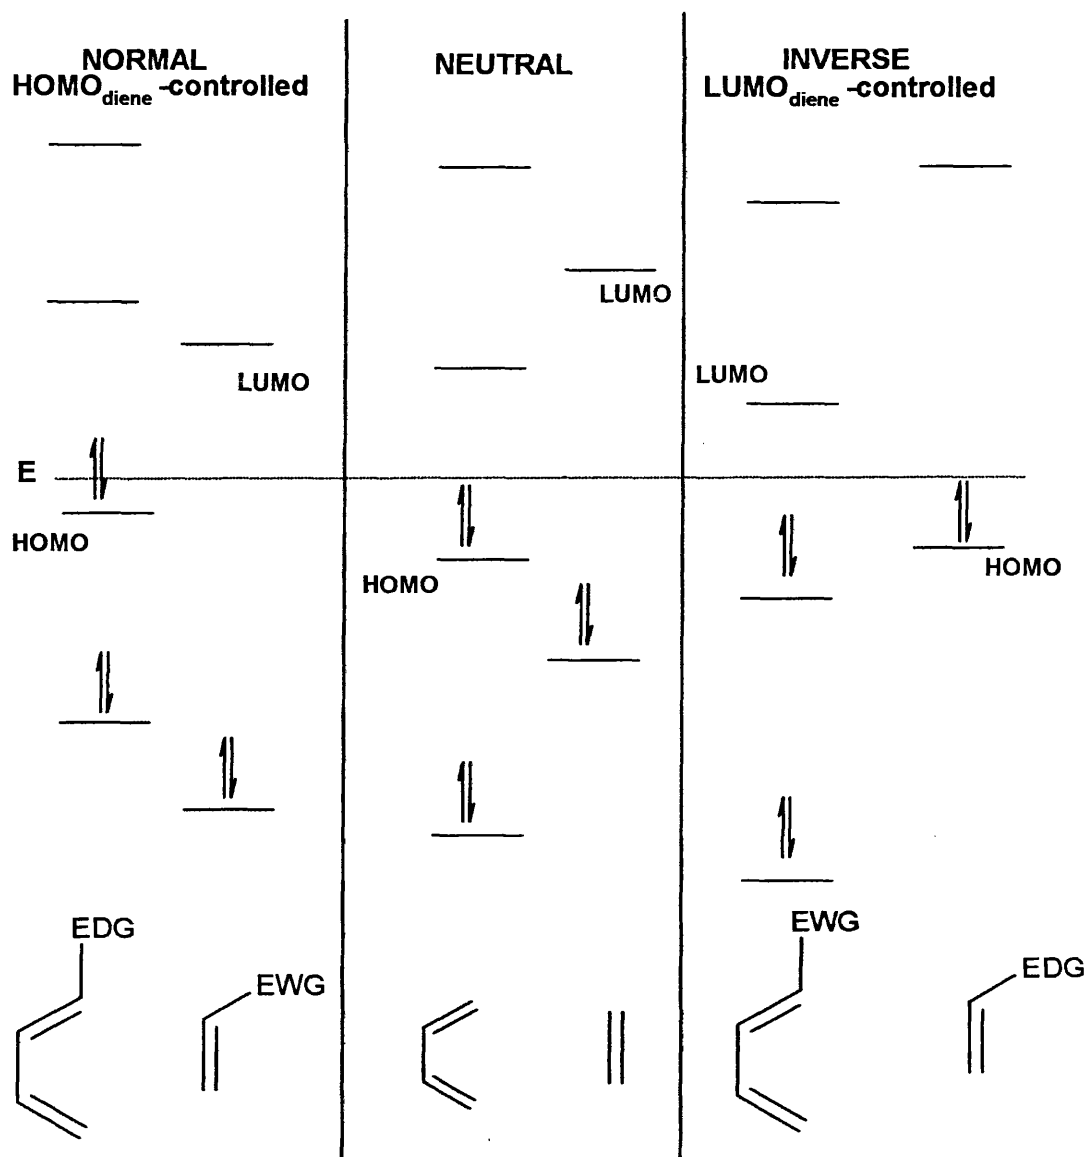 NORMAL
HOMOdiene -controlled
NEUTRAL
INVERSE
LUMOdiene -controlled
LUMO
LUMO
LUMO
E
HOMO
HOMO
HOMO
EDG
EWG
EWG
EDG